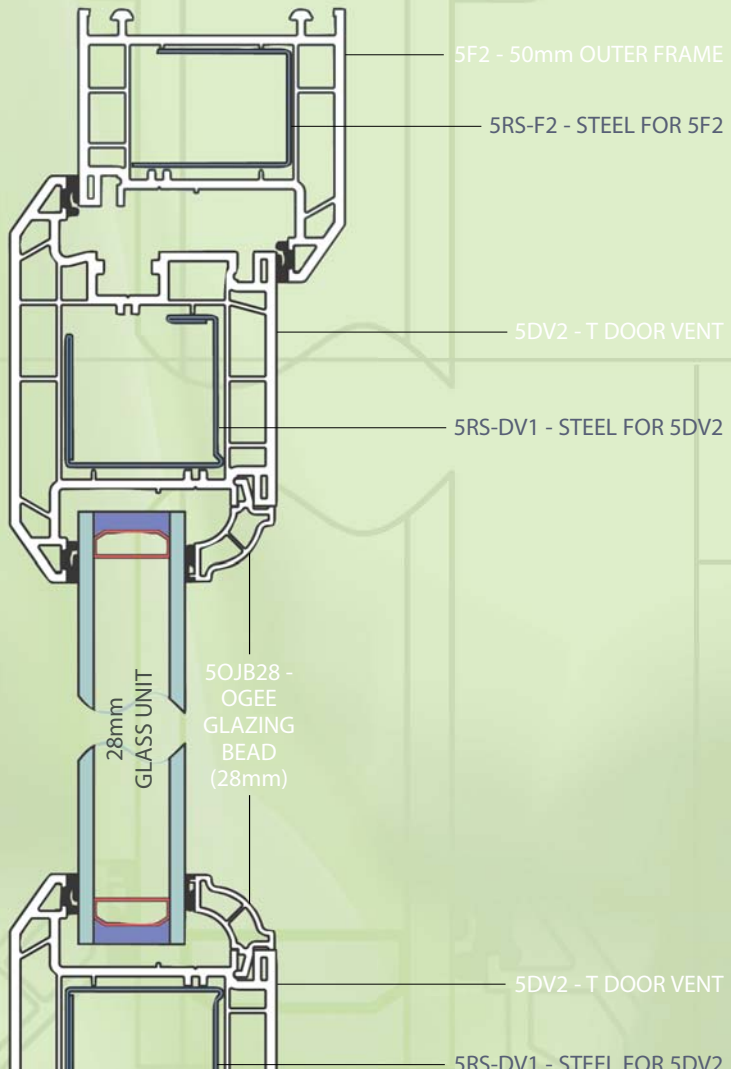 5F2 - 50mm OUTER FRAME
5RS-F2 - STEEL FOR 5F2
5DV2 - T DOOR VENT
5RS-DV1 - STEEL FOR 5DV2
28mm
GLASS UNIT
5OJB28 -
OGEE
GLAZING
BEAD
(28mm)
5DV2 - T DOOR VENT
5RS-DV1 - STEEL FOR 5DV2